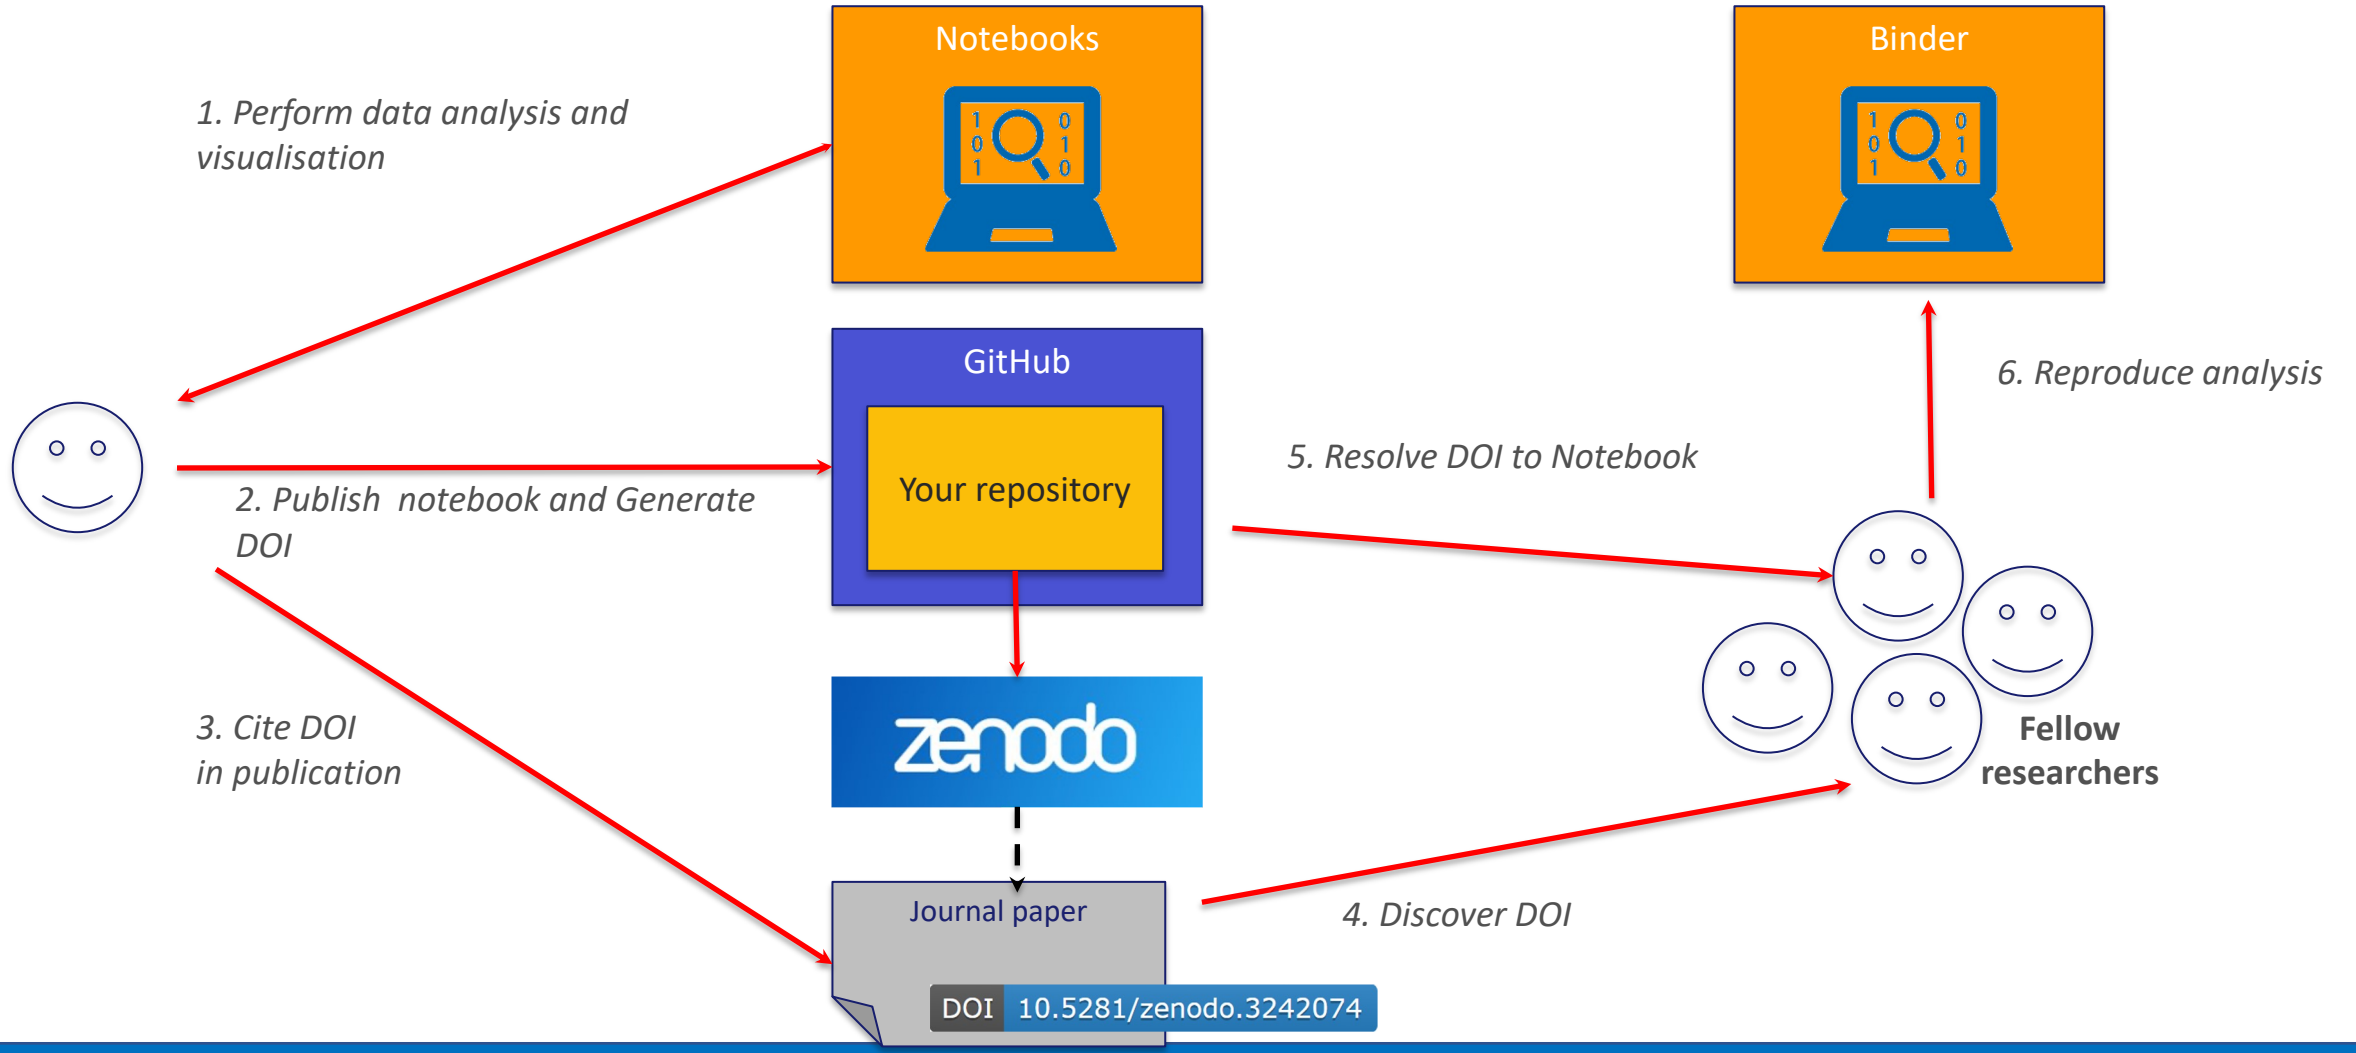 Notebooks
1 0
0 1
1 0
Binder
1 0
0 1
1 0
1. Perform data analysis and
visualisation
GitHub
Your repository
2. Publish  notebook and Generate
DOI
zenodo
3. Cite DOI
in publication
Journal paper
DOI 10.5281/zenodo.3242074
4. Discover DOI
5. Resolve DOI to Notebook
6. Reproduce analysis
Fellow
researchers